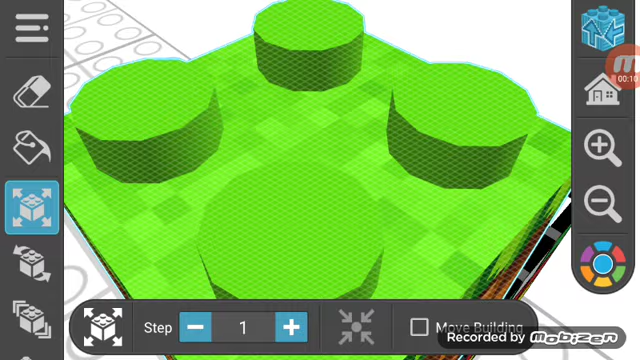 00:10
Step
1
Move Building
Recorded by
MOBIZEN